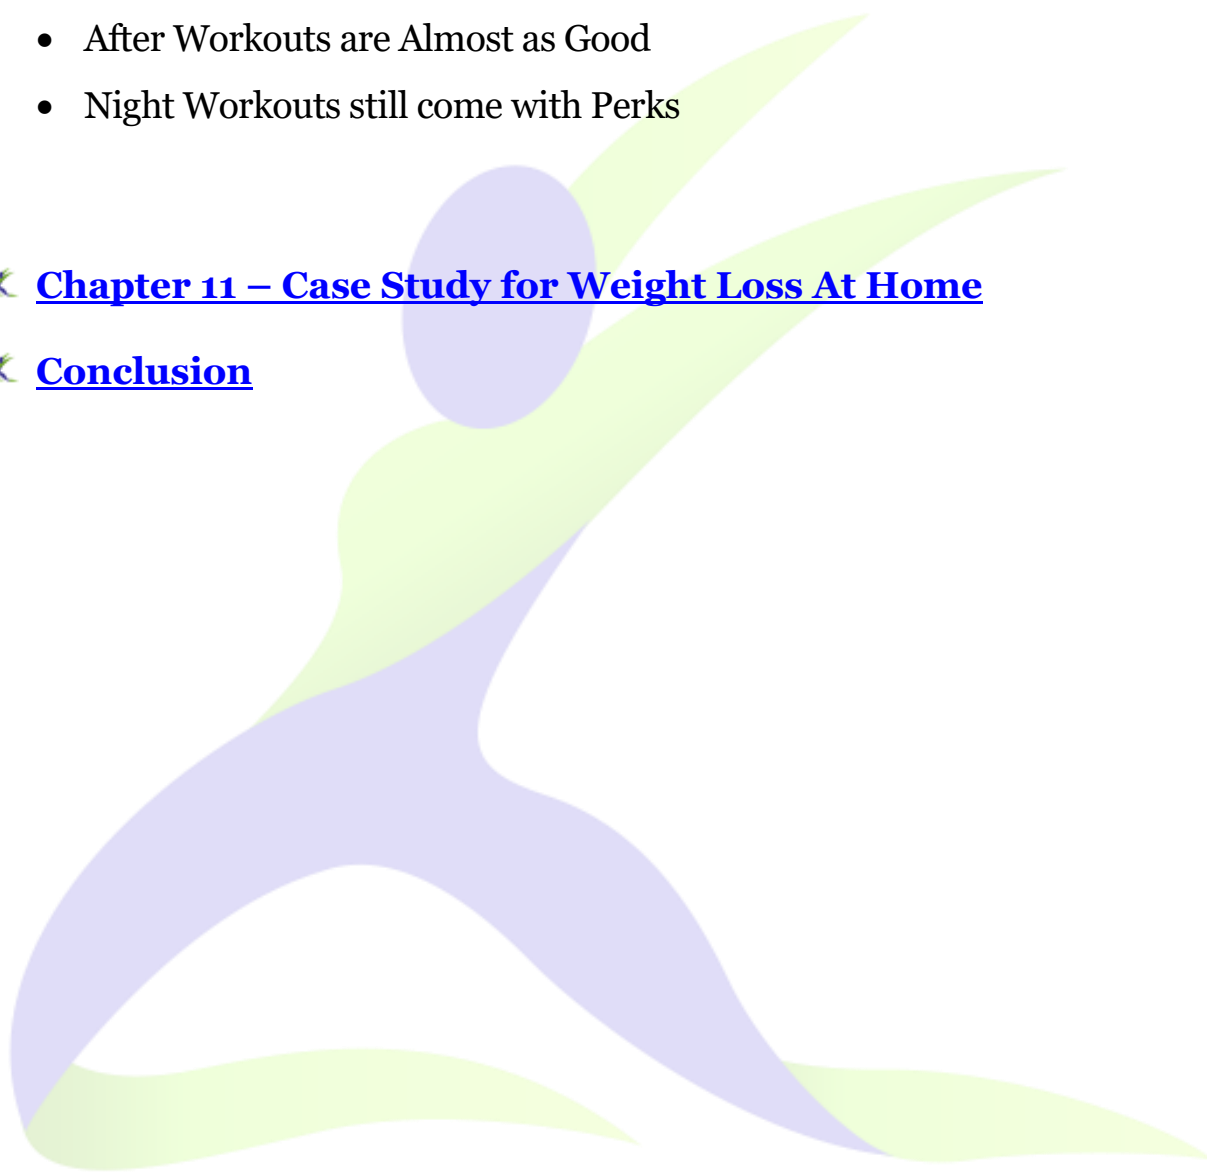 • After Workouts are Almost as Good
• Night Workouts still come with Perks
Chapter 11 – Case Study for Weight Loss At Home
Conclusion